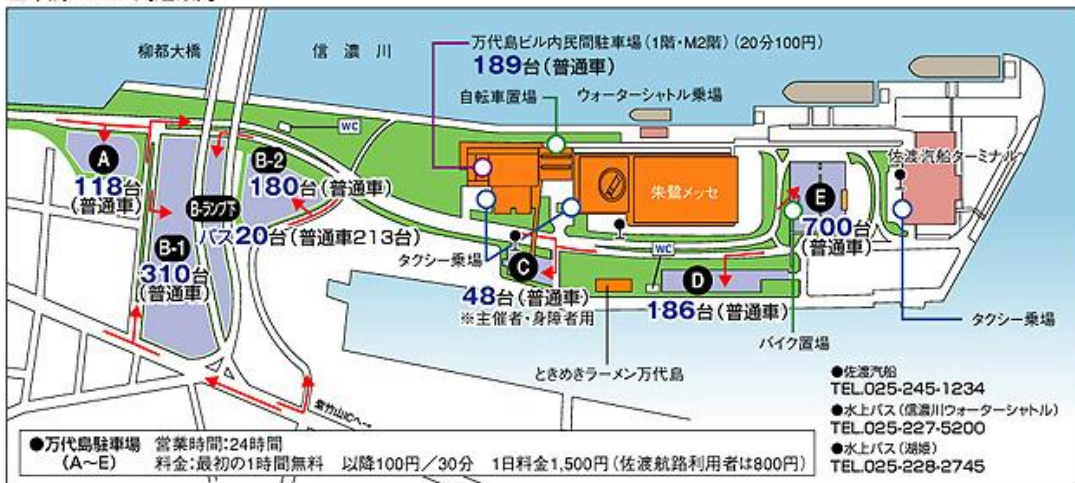 柳都大橋
信濃川
万代島ビル内民間駐車場(1階・M2階)(20分100円)
189台(普通車)
自転車置場
ウォーターシャトル乗場
WC
佐渡汽船ターミナル
A
118台
(普通車)
B-2
180台(普通車)
B-ランプ下
バス20台(普通車213台)
B-1
310台
(普通車)
朱鷺メッセ
E
700台
(普通車)
タクシー乗場
C
48台(普通車)
※主催者・身障者用
WC
D
186台(普通車)
バイク置場
タクシー乗場
ときめきラーメン万代島
紫竹山ICへ→
●佐渡汽船
TEL.025-245-1234
●水上バス(信濃川ウォーターシャトル)
TEL.025-227-5200
●水上バス(湖姫)
TEL.025-228-2745
●万代島駐車場 営業時間:24時間
(A~E) 料金:最初の1時間無料 以降100円/30分 1日料金1,500円(佐渡航路利用者は800円)